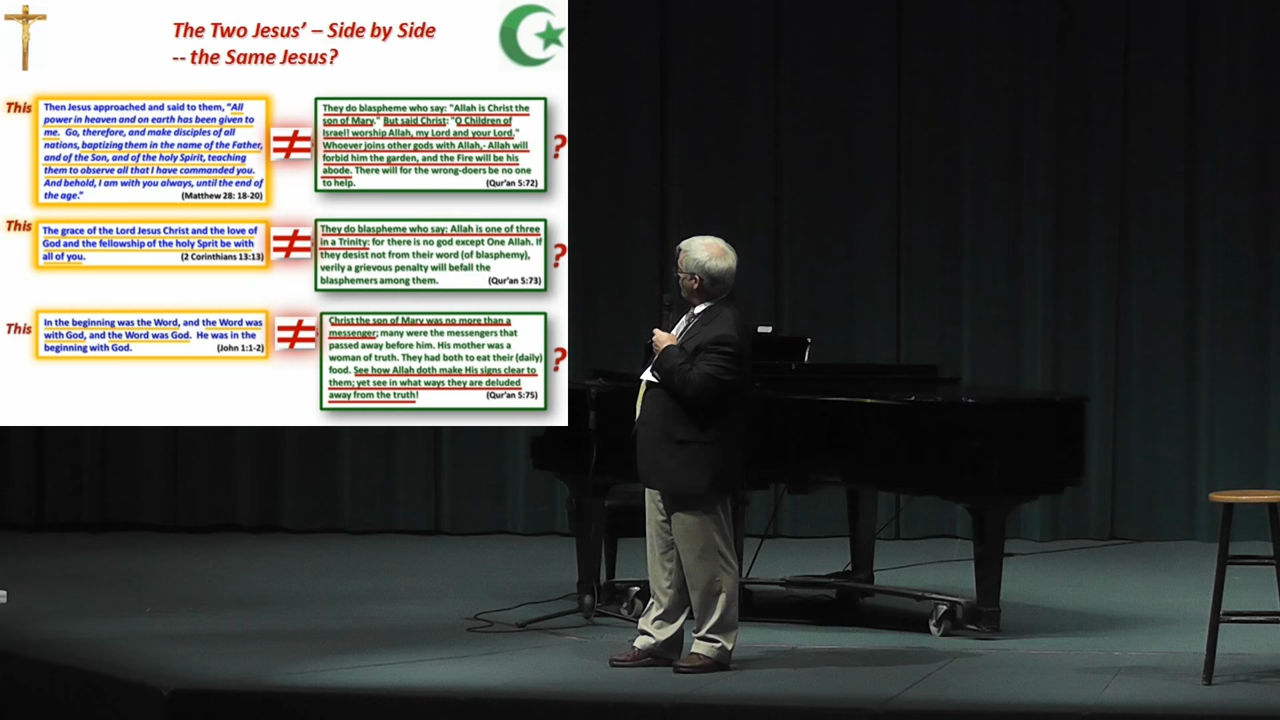 The Two Jesus' – Side by Side
-- the Same Jesus?
This
Then Jesus approached and said to them, "All
power in heaven and on earth has been given to
me. Go, therefore, and make disciples of all
nations, baptizing them in the name of the Father,
and of the Son, and of the holy Spirit, teaching
them to observe all that I have commanded you.
And behold, I am with you always, until the end of
the age." (Matthew 28: 18-20)
≠
They do blaspheme who say: "Allah is Christ the
son of Mary." But said Christ: "O Children of
Israel! worship Allah, my Lord and your Lord."
Whoever joins other gods with Allah,- Allah will
forbid him the garden, and the Fire will be his
abode. There will for the wrong-doers be no one
to help. (Qur'an 5:72)
?
This
The grace of the Lord Jesus Christ and the love of
God and the fellowship of the holy Sprit be with
all of you. (2 Corinthians 13:13)
≠
They do blaspheme who say: Allah is one of three
in a Trinity: for there is no god except One Allah. If
they desist not from their word (of blasphemy),
verily a grievous penalty will befall the
blasphemers among them. (Qur'an 5:73)
?
This
In the beginning was the Word, and the Word was
with God, and the Word was God. He was in the
beginning with God. (John 1:1-2)
≠
Christ the son of Mary was no more than a
messenger; many were the messengers that
passed away before him. His mother was a
woman of truth. They had both to eat their (daily)
food. See how Allah doth make His signs clear to
them; yet see in what ways they are deluded
away from the truth! (Qur'an 5:75)
?